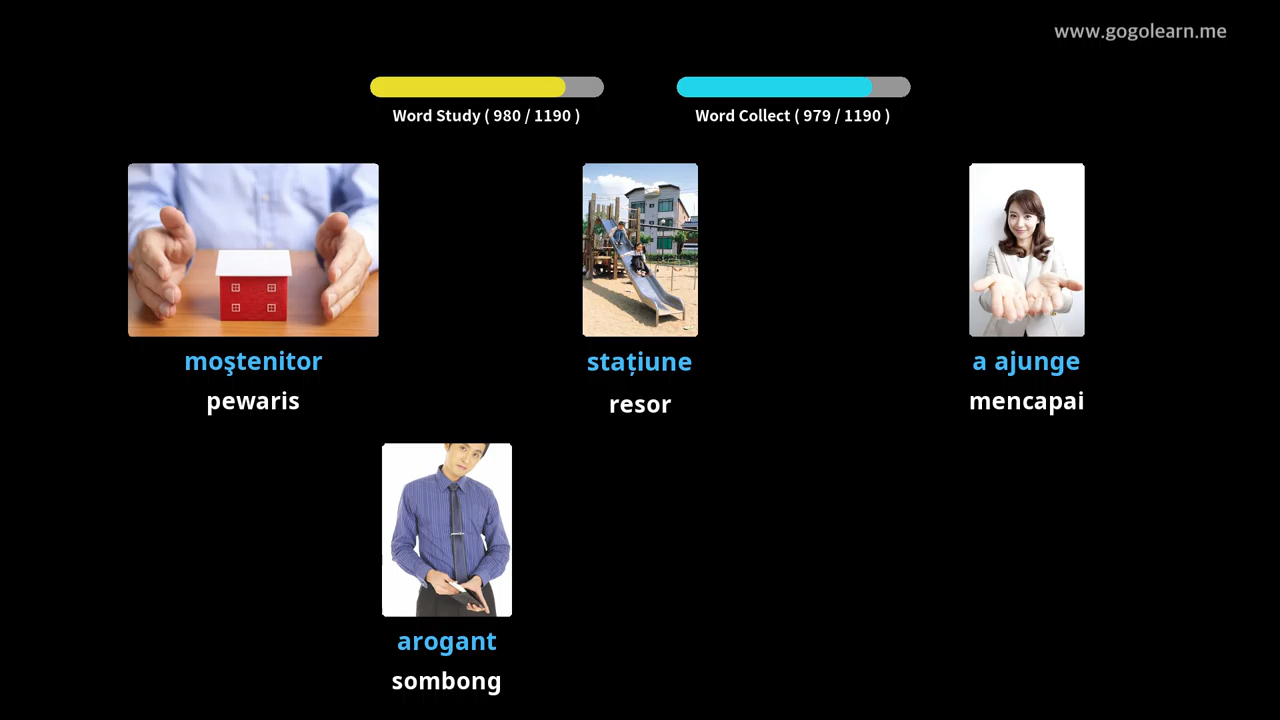 www.gogolearn.me
Word Study ( 980 / 1190 )
Word Collect ( 979 / 1190 )
moştenitor
pewaris
stațiune
resor
a ajunge
mencapai
arogant
sombong